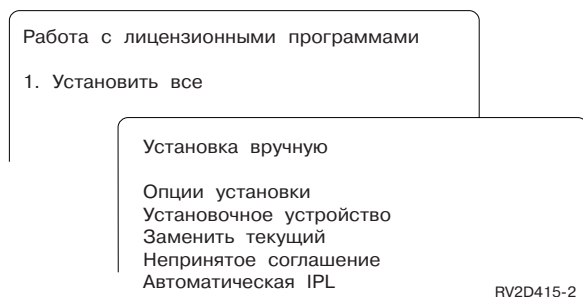 Работа с лицензионными программами
1. Установить все
Установка вручную
Опции установки
Установочное устройство
Заменить текущий
Непринятое соглашение
Автоматическая IPL
RV2D415-2